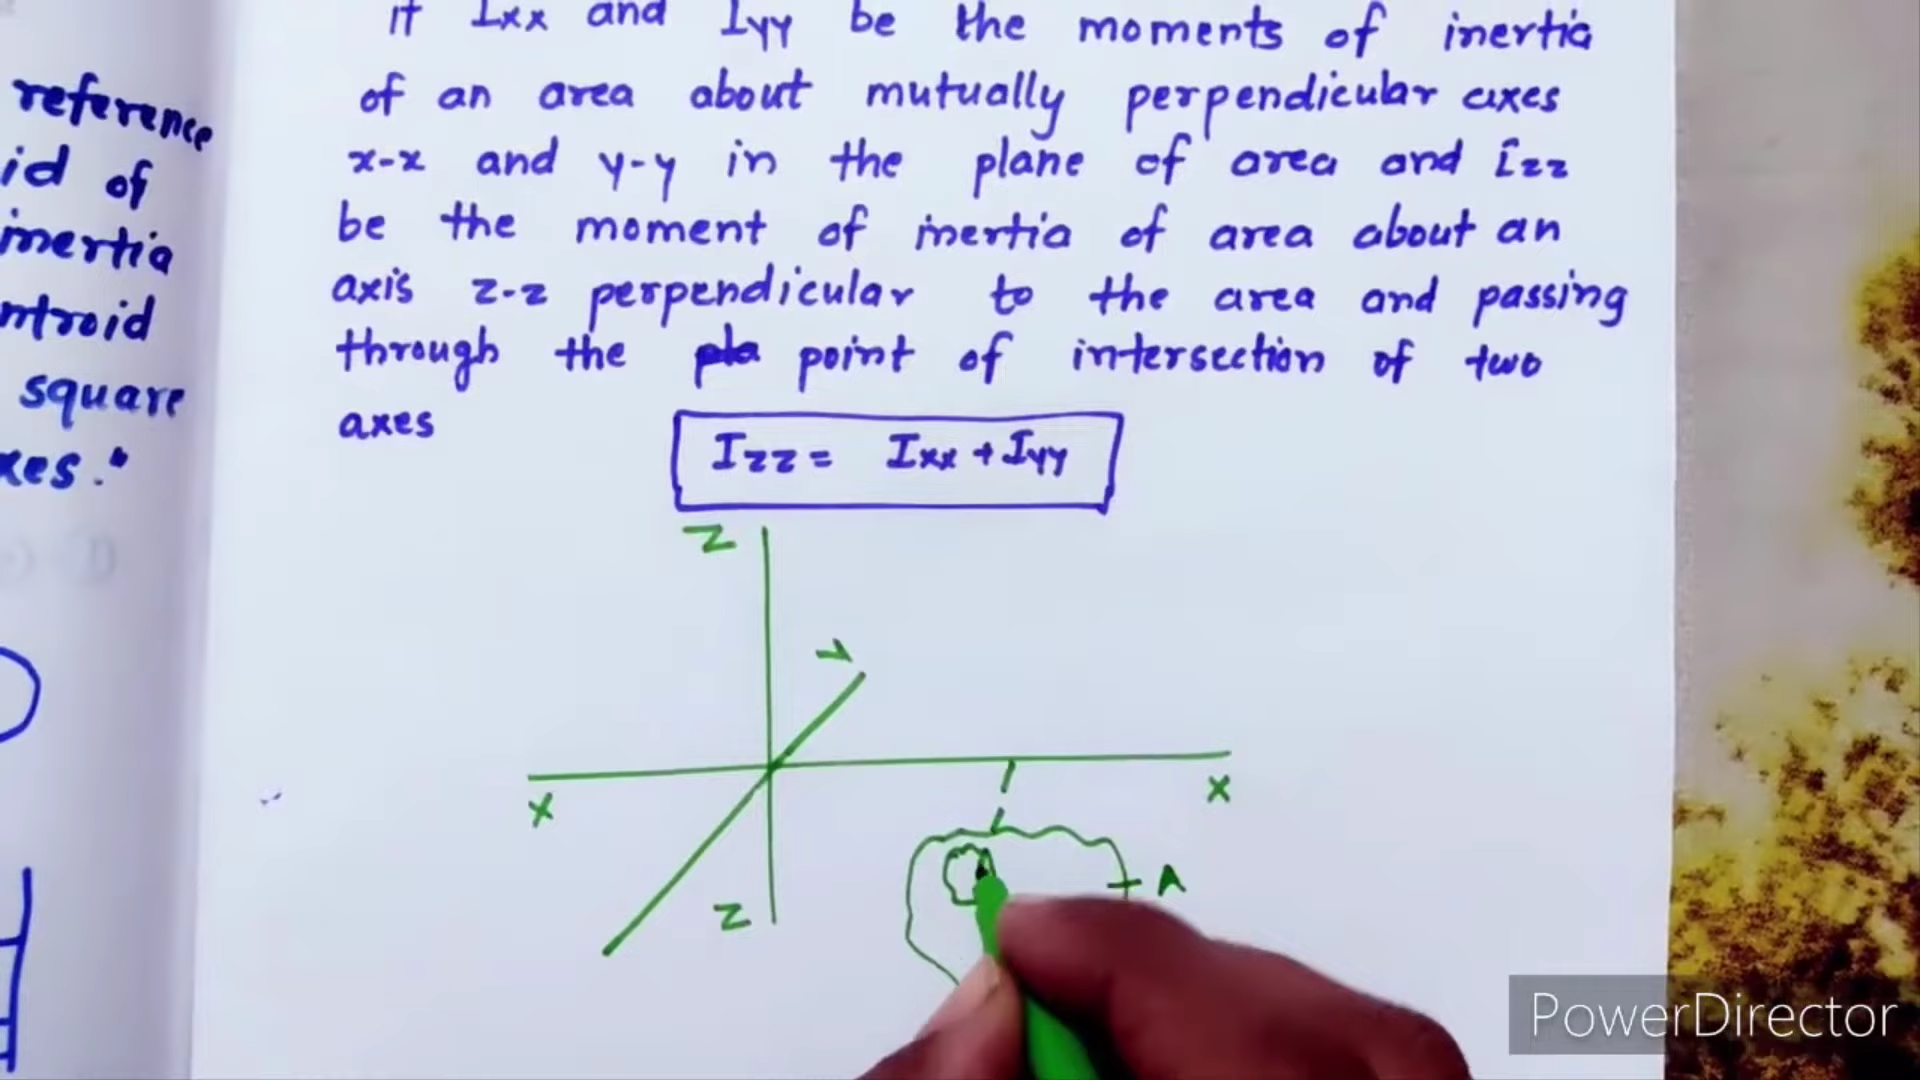 reference
id of
inertia
ntroid
square
xes."
If Ixx and Iyy be the moments of inertia
of an area about mutually perpendicular axes
x-x and y-y in the plane of area and Izz
be the moment of inertia of area about an
axis z-z perpendicular to the area and passing
through the pla point of intersection of two
axes
Izz = Ixx + Iyy
Z
Y
X
X
Z
A
PowerDirector